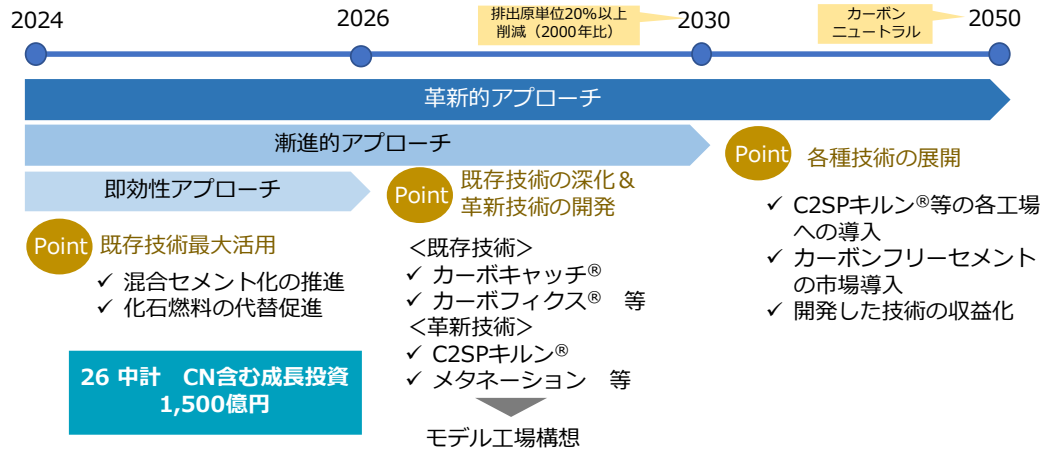 2024
2026
排出原単位20%以上
削減（2000年比）
2030
カーボン
ニュートラル
2050
革新的アプローチ
漸進的アプローチ
即効性アプローチ
Point
既存技術最大活用
✓ 混合セメント化の推進
✓ 化石燃料の代替促進
26 中計　CN含む成長投資
1,500億円
Point
既存技術の深化＆
革新技術の開発
＜既存技術＞
✓ カーボキャッチ®
✓ カーボフィクス®　等
＜革新技術＞
✓ C2SPキルン®
✓ メタネーション　等
モデル工場構想
Point
各種技術の展開
✓ C2SPキルン®等の各工場
への導入
✓ カーボンフリーセメント
の市場導入
✓ 開発した技術の収益化